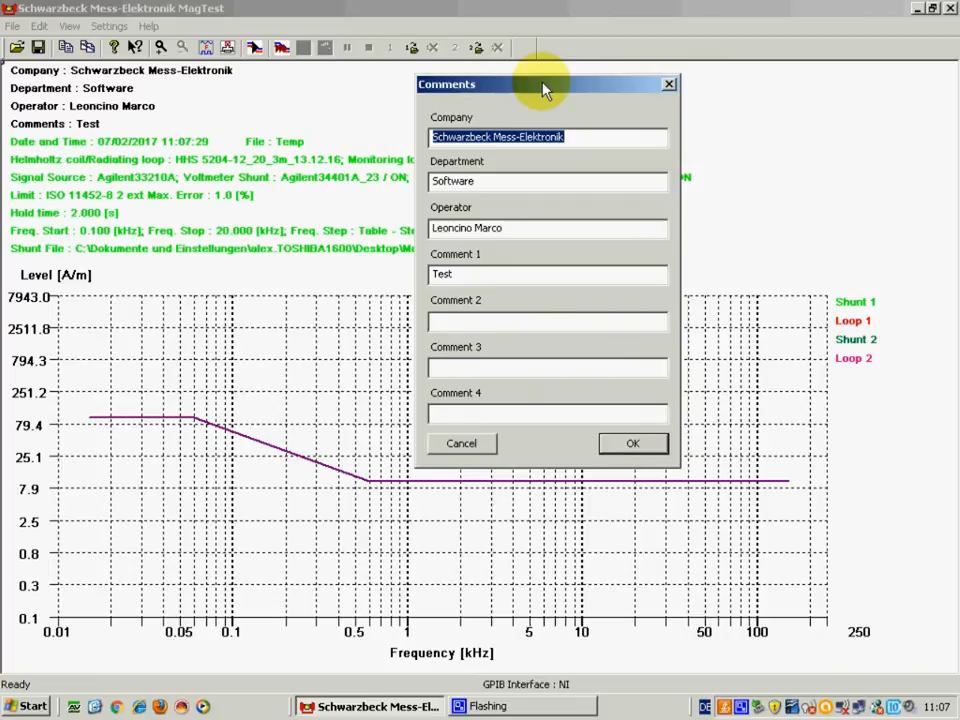 Schwarzbeck Mess-Elektronik MagTest
File Edit View Settings Help
1 2
Company : Schwarzbeck Mess-Elektronik
Department : Software
Operator : Leoncino Marco
Comments : Test
Date and Time : 07/02/2017 11:07:29 File : Temp
Helmholtz coil/Radiating loop : HHS 5204-12_20_3m_13.12.16; Monitoring lo
Signal Source : Agilent33210A; Voltmeter Shunt : Agilent34401A_23 / ON; ON
Limit : ISO 11452-8 2 ext Max. Error : 1.0 [%]
Hold time : 2.000 [s]
Freq. Start : 0.100 [kHz]; Freq. Stop : 20.000 [kHz]; Freq. Step : Table - Ste
Shunt File : C:\Dokumente und Einstellungen\alex.TOSHIBA1600\Desktop\Me
Comments
Company
Schwarzbeck Mess-Elektronik
Department
Software
Operator
Leoncino Marco
Comment 1
Test
Comment 2
Comment 3
Comment 4
Cancel OK
Level [A/m]
7943.0
2511.8
794.3
251.2
79.4
25.1
7.9
2.5
0.8
0.3
0.1
Shunt 1
Loop 1
Shunt 2
Loop 2
0.01 0.05 0.1 0.5 1 5 10 50 100 250
Frequency [kHz]
Ready GPIB Interface : NI
Start Schwarzbeck Mess-El... Flashing DE 11:07